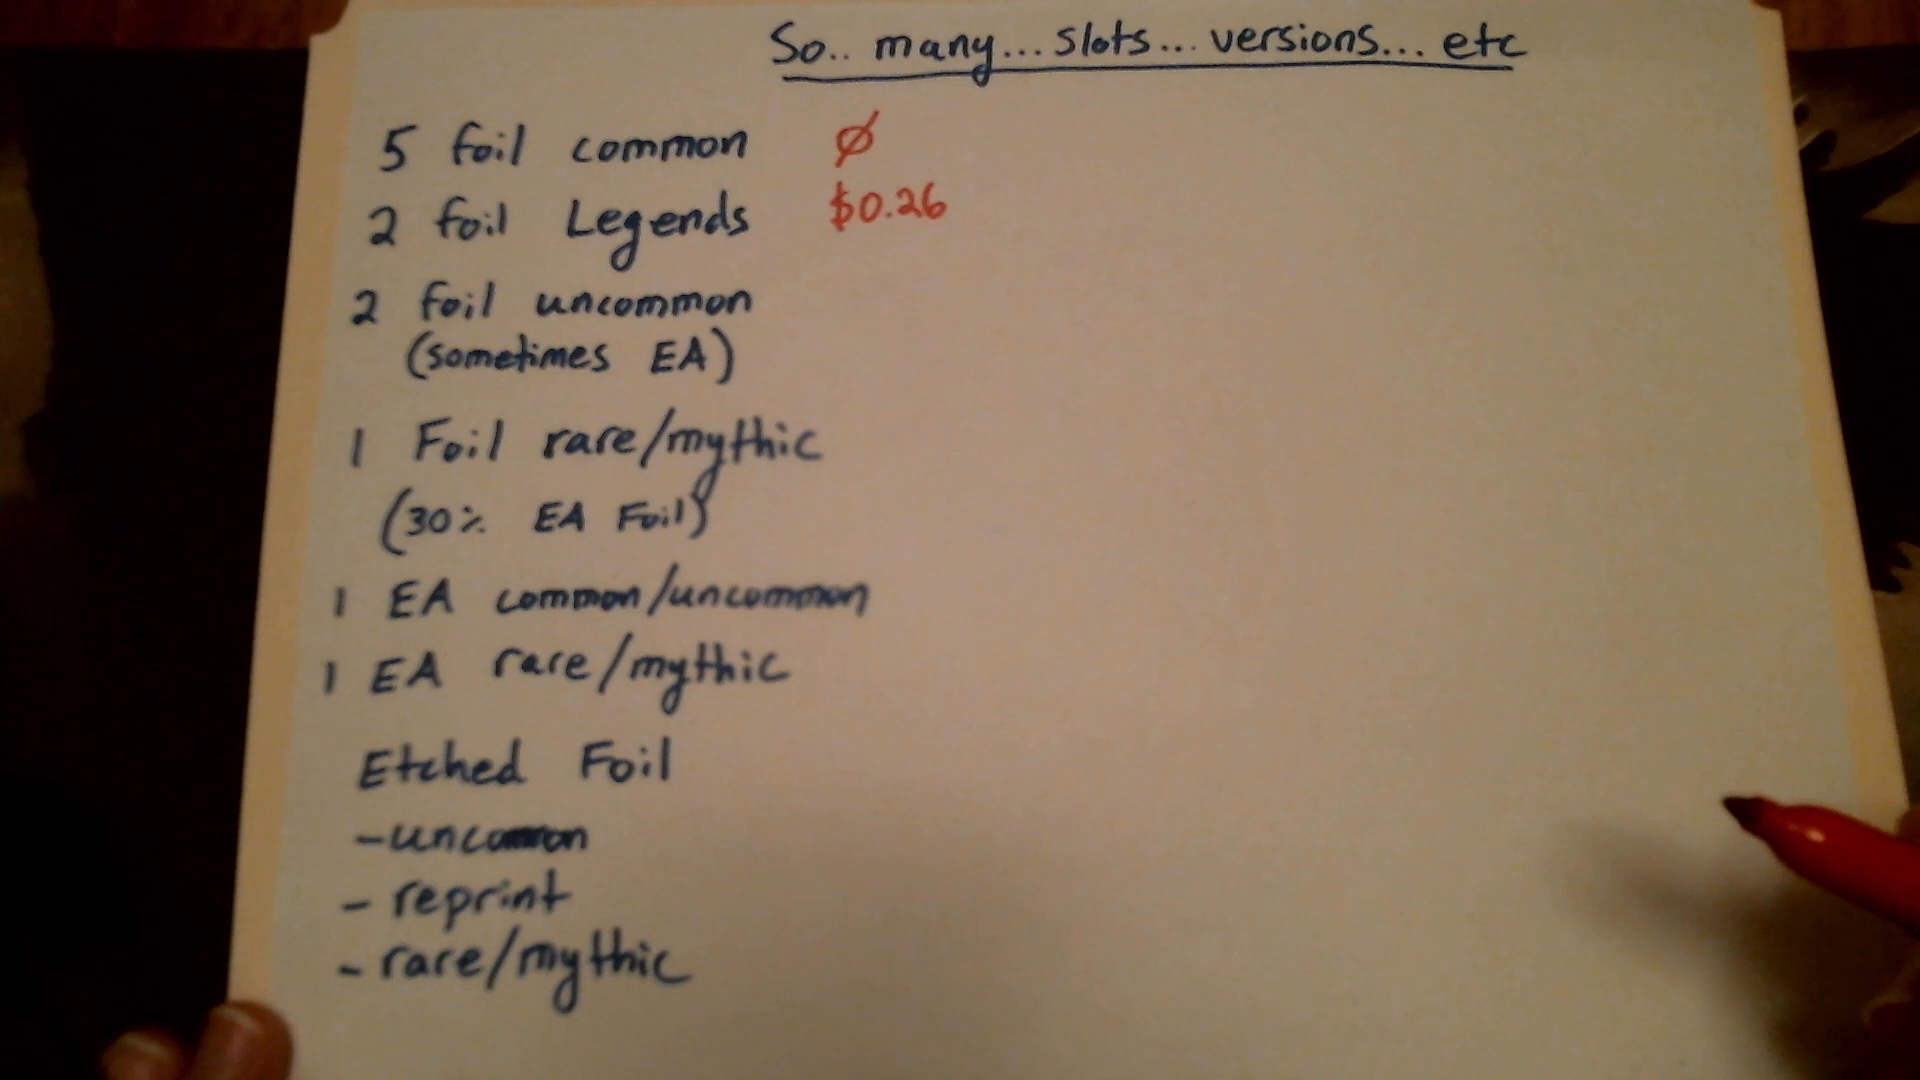 So.. many... slots... versions... etc
5 foil common Ø
2 foil Legends $0.26
2 foil uncommon
(sometimes EA)
1 Foil rare/mythic
(30% EA Foil)
1 EA common/uncommon
1 EA rare/mythic
Etched Foil
- uncommon
- reprint
- rare/mythic